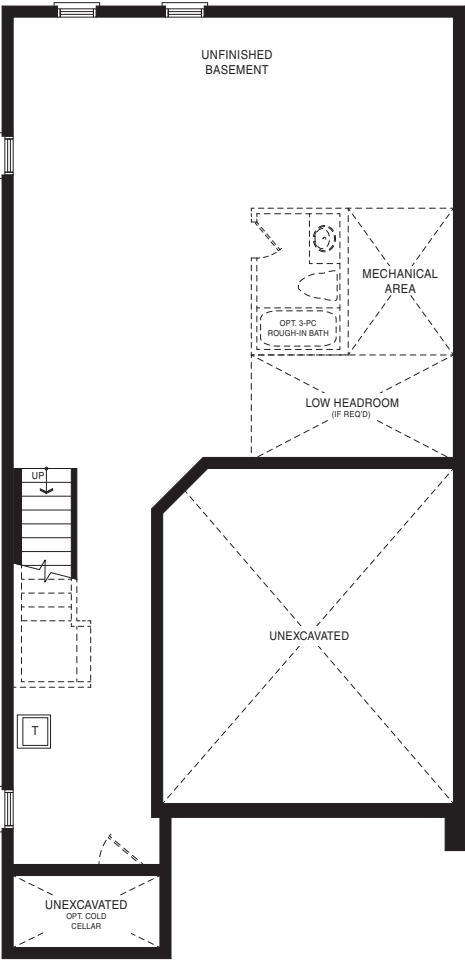 UNFINISHED
BASEMENT
MECHANICAL
AREA
OPT. 3-PC
ROUGH-IN BATH
LOW HEADROOM
(IF REQ'D)
UP
UNEXCAVATED
T
UNEXCAVATED
OPT. COLD
CELLAR